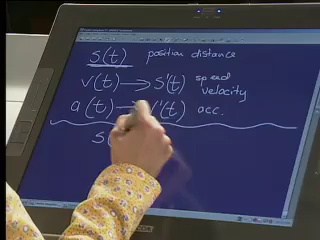 s(t) position distance
v(t) → s'(t) speed velocity
a(t) → v'(t) acc.
s(